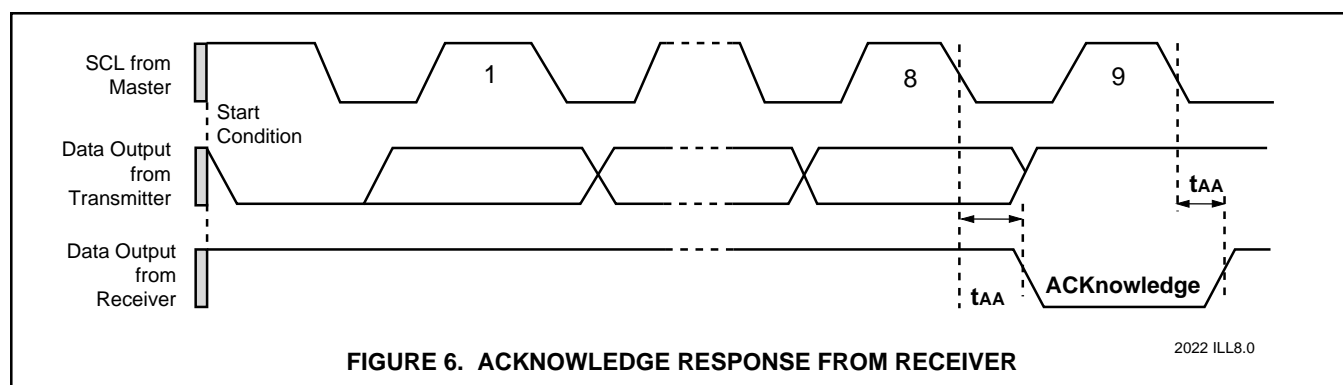 SCL from
Master
1
8
9
Start
Condition
Data Output
from
Transmitter
tAA
Data Output
from
Receiver
tAA
ACKnowledge
FIGURE 6. ACKNOWLEDGE RESPONSE FROM RECEIVER
2022 ILL8.0